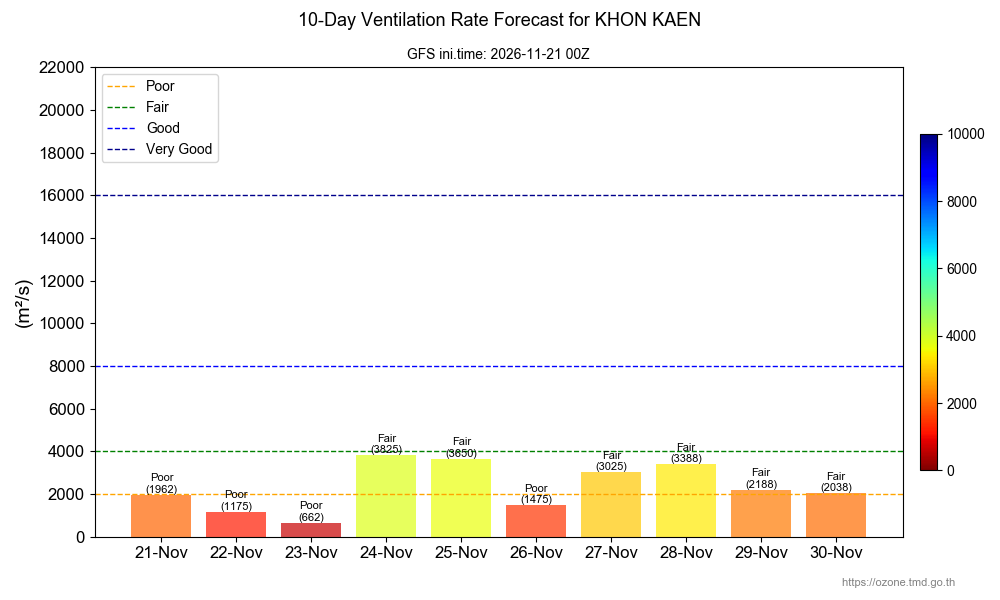 10-Day Ventilation Rate Forecast for KHON KAEN
GFS ini.time: 2026-11-21 00Z
(m²/s)
22000
20000
18000
16000
14000
12000
10000
8000
6000
4000
2000
0
Poor
Fair
Good
Very Good
Poor
(1962)
Poor
(1175)
Poor
(662)
Fair
(3825)
Fair
(3650)
Poor
(1475)
Fair
(3025)
Fair
(3388)
Fair
(2188)
Fair
(2038)
21-Nov 22-Nov 23-Nov 24-Nov 25-Nov 26-Nov 27-Nov 28-Nov 29-Nov 30-Nov
10000
8000
6000
4000
2000
0
https://ozone.tmd.go.th